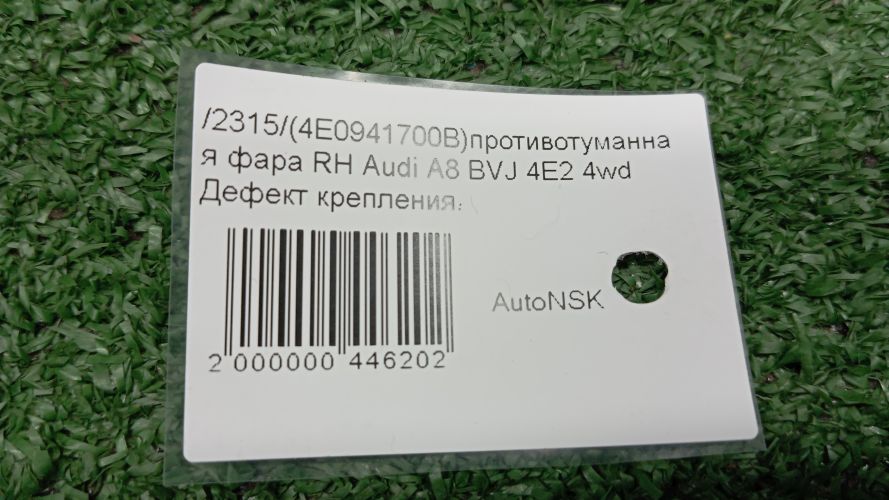 /2315/(4E0941700B)противотуманна
я фара RH Audi A8 BVJ 4E2 4wd
Дефект крепления.
AutoNSK
2 000000 446202